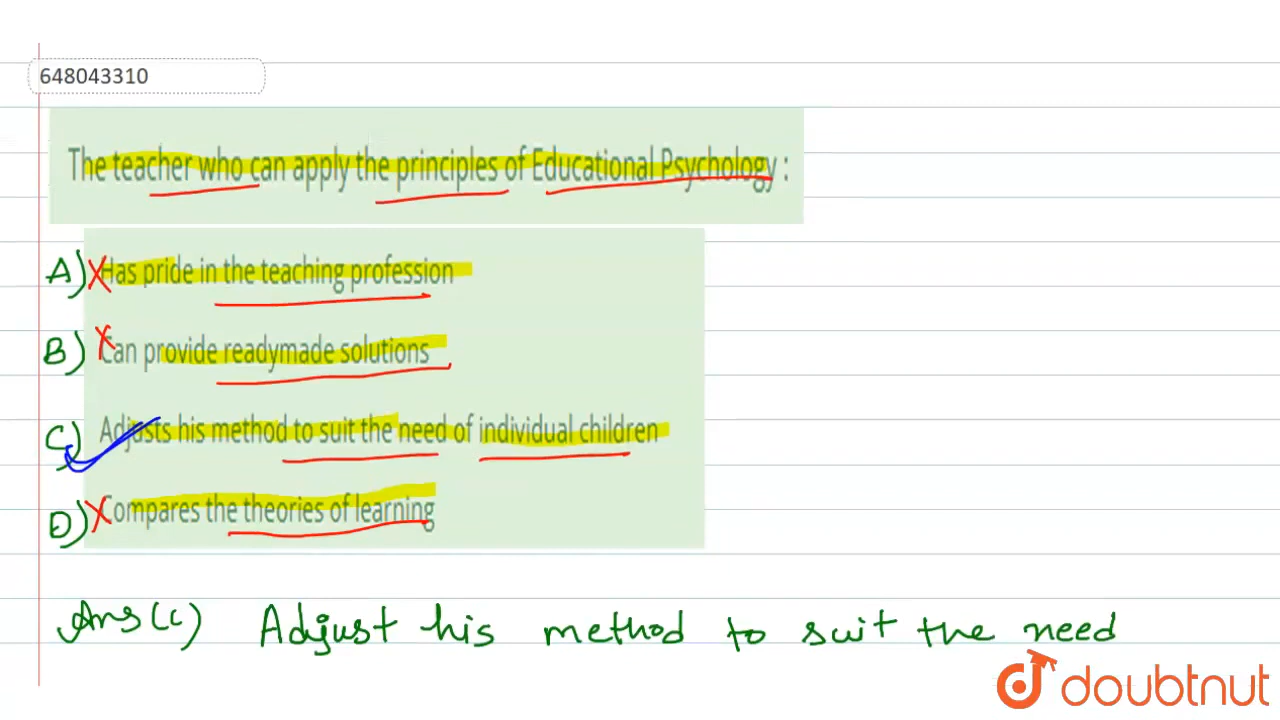 648043310
The teacher who can apply the principles of Educational Psychology :
A) Has pride in the teaching profession
B) Can provide readymade solutions
C) Adjusts his method to suit the need of individual children
D) Compares the theories of learning
Ans (C) Adjust his method to suit the need
doubtnut